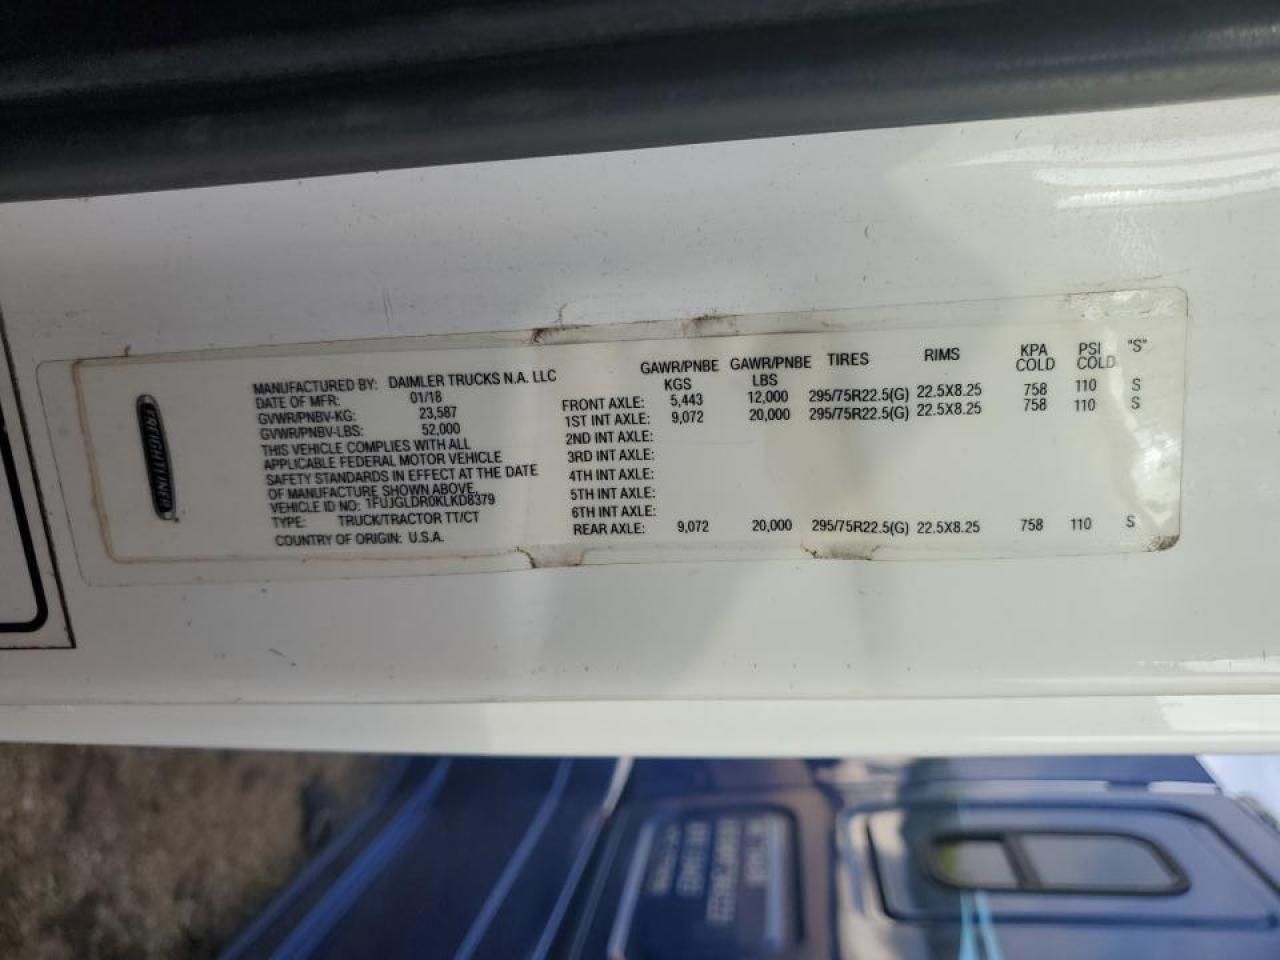 FREIGHTLINER
MANUFACTURED BY: DAIMLER TRUCKS N.A. LLC
DATE OF MFR: 01/18
GVWR/PNBV-KG: 23,587
GVWR/PNBV-LBS: 52,000
THIS VEHICLE COMPLIES WITH ALL
APPLICABLE FEDERAL MOTOR VEHICLE
SAFETY STANDARDS IN EFFECT AT THE DATE
OF MANUFACTURE SHOWN ABOVE.
VEHICLE ID NO: 1FUJGLDR0KLKD8379
TYPE: TRUCK/TRACTOR TT/CT
COUNTRY OF ORIGIN: U.S.A.
GAWR/PNBE GAWR/PNBE TIRES RIMS KPA PSI "S"
KGS LBS COLD COLD
FRONT AXLE: 5,443 12,000 295/75R22.5(G) 22.5X8.25 758 110 S
1ST INT AXLE: 9,072 20,000 295/75R22.5(G) 22.5X8.25 758 110 S
2ND INT AXLE:
3RD INT AXLE:
4TH INT AXLE:
5TH INT AXLE:
6TH INT AXLE:
REAR AXLE: 9,072 20,000 295/75R22.5(G) 22.5X8.25 758 110 S